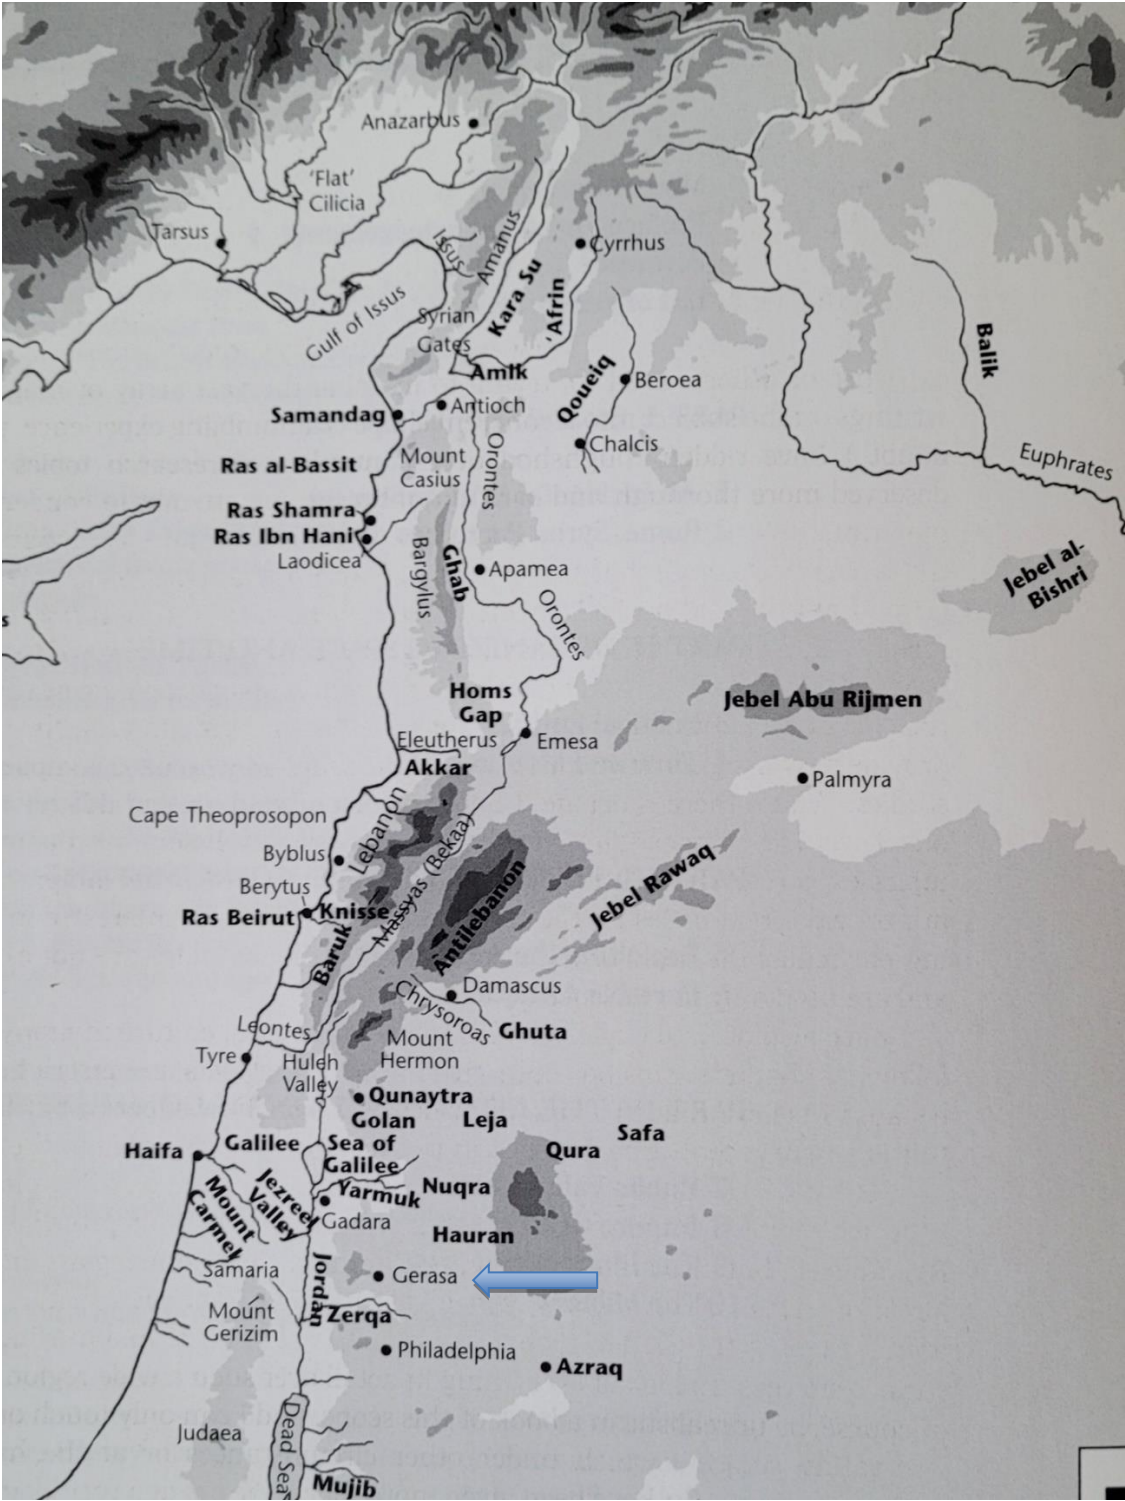 Anazarbus
'Flat'
Cilicia
Tarsus
Issus
Amanus
Cyrrhus
Kara Su
'Afrin
Gulf of Issus
Syrian
Gates
Balik
Amik
Qoueiq
Beroea
Antioch
Samandag
Chalcis
Orontes
Mount
Casius
Ras al-Bassit
Euphrates
Ras Shamra
Ras Ibn Hani
Laodicea
Bargylus
Ghab
Apamea
Jebel al-
Bishri
Orontes
Homs
Gap
Jebel Abu Rijmen
Eleutherus
Emesa
Akkar
Palmyra
Cape Theoprosopon
Lebanon
Byblus
Massyas (Bekaa)
Berytus
Jebel Rawaq
Ras Beirut
Knisse
Antilebanon
Baruk
Damascus
Chrysoroas
Ghuta
Leontes
Mount
Hermon
Tyre
Huleh
Valley
Qunaytra
Golan
Leja
Safa
Galilee
Sea of
Galilee
Qura
Haifa
Jezreel
Valley
Yarmuk
Nuqra
Mount
Carmel
Gadara
Hauran
Samaria
Jordan
Gerasa
Mount
Gerizim
Zerqa
Philadelphia
Azraq
Dead Sea
Judaea
Mujib